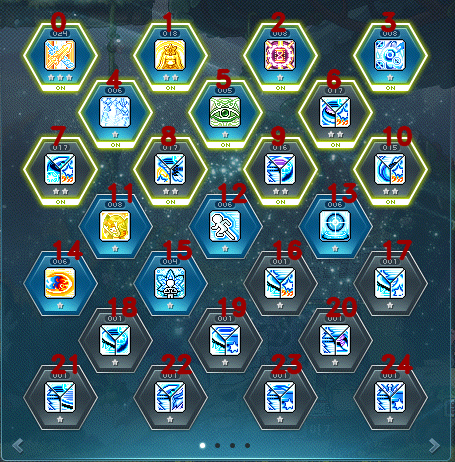 0 1 2 3
024 018 008 008
ON ON ON ON
4 5 6
006 005 017
ON ON ON
7 8 9 10
017 017 016 015
ON ON ON ON
11 12 13
008 006 006
14 15 16 17
006 004 001 001
18 19 20
001 001 001
21 22 23 24
001 001 001 001